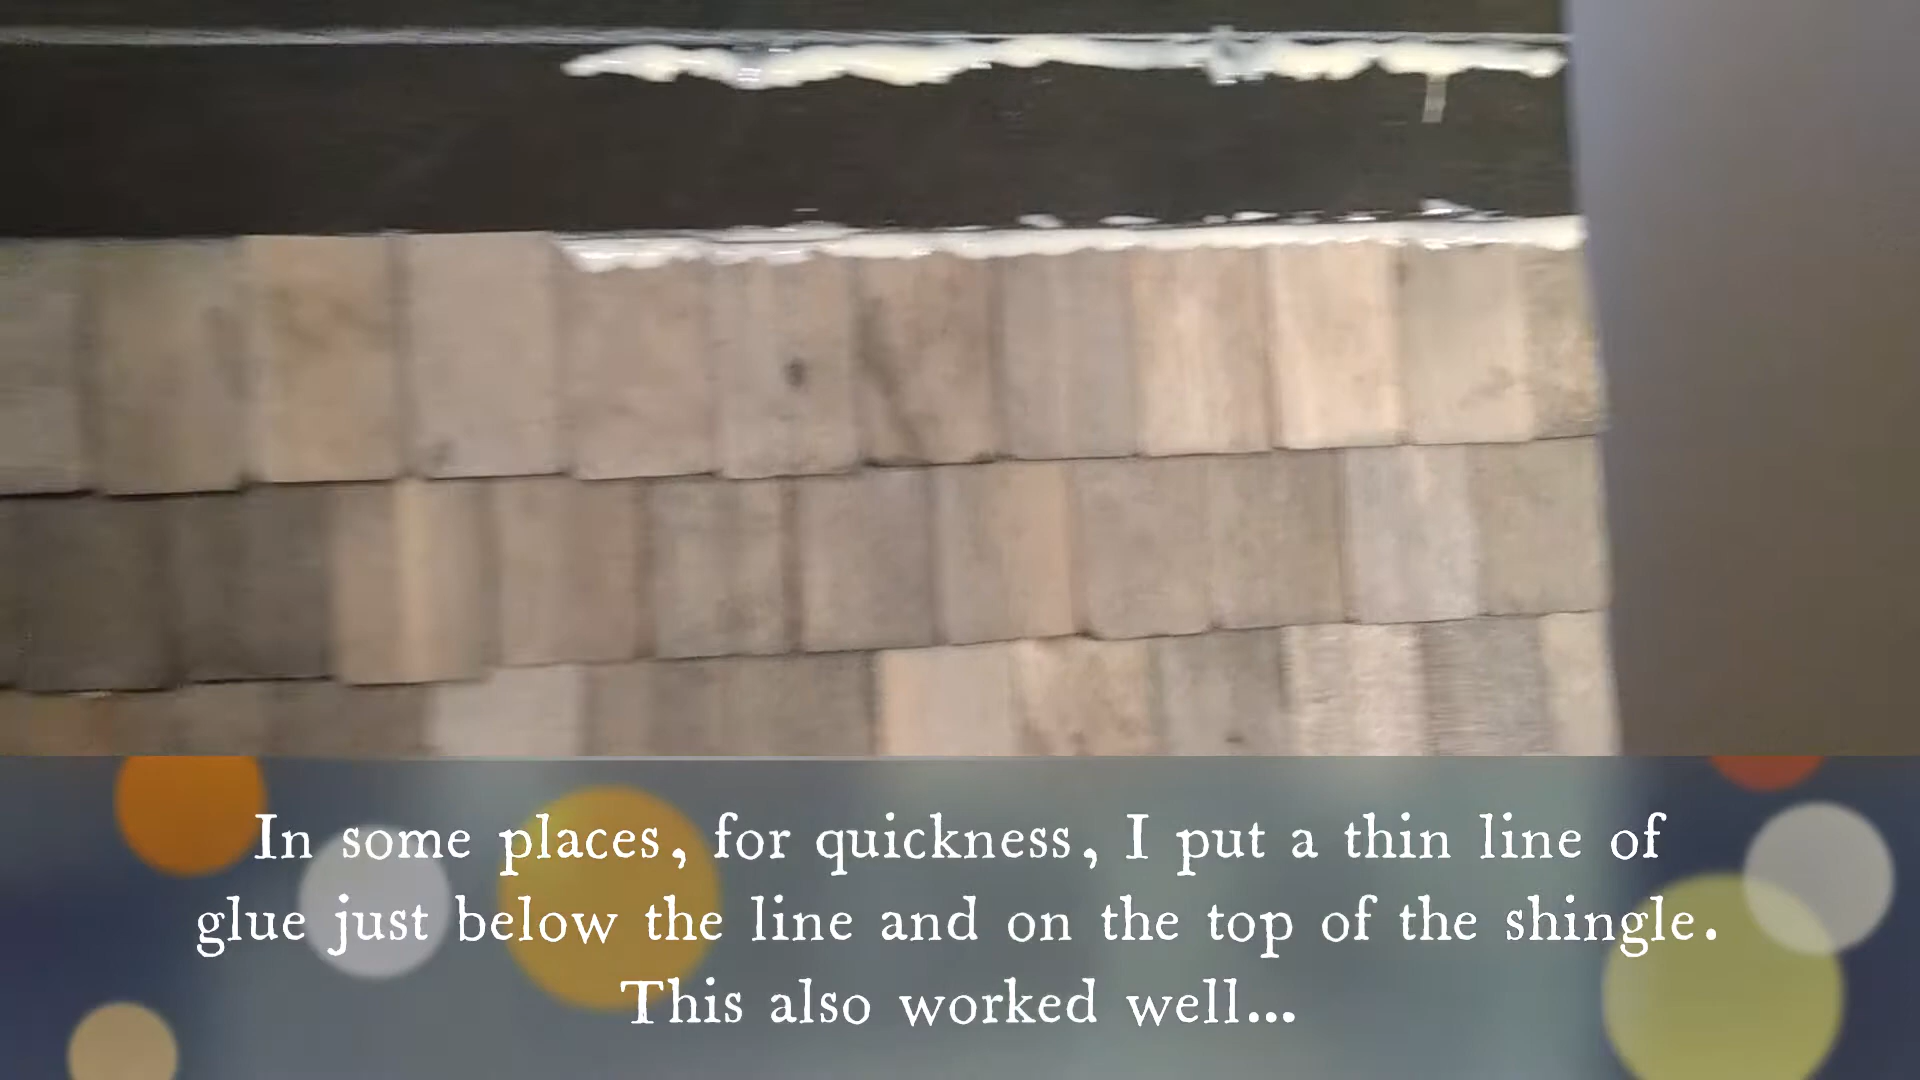 In some places, for quickness, I put a thin line of
glue just below the line and on the top of the shingle.
This also worked well...